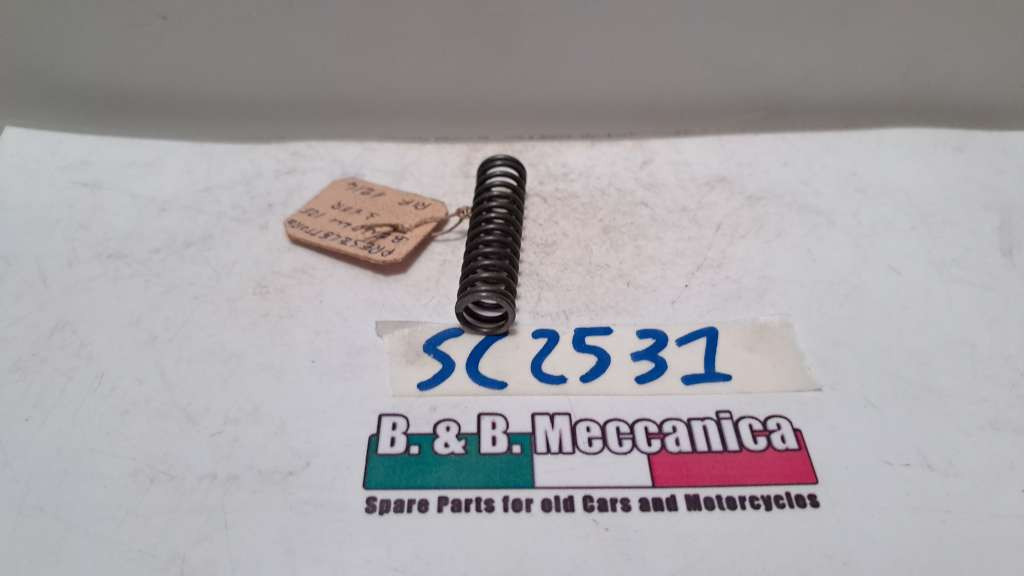 SC2531
B. & B. Meccanica
Spare Parts for old Cars and Motorcycles